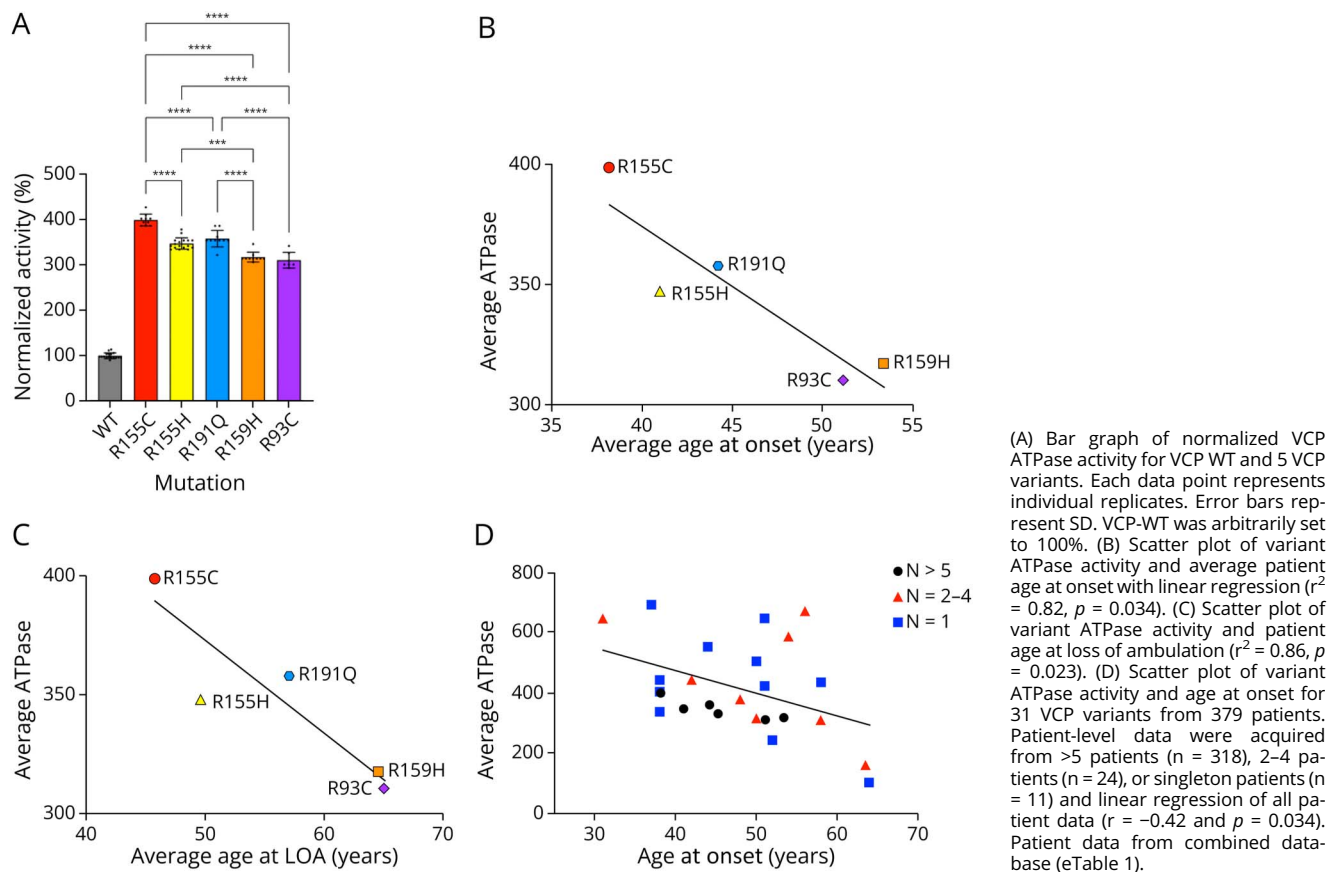 A
****
****
****
****
****
***
****
****
Normalized activity (%)
500
400
300
200
100
0
WT
R155C
R155H
R191Q
R159H
R93C
Mutation
B
Average ATPase
400
350
300
R155C
R191Q
R155H
R159H
R93C
35
40
45
50
55
Average age at onset (years)
C
Average ATPase
400
350
300
R155C
R191Q
R155H
R159H
R93C
40
50
60
70
Average age at LOA (years)
D
Average ATPase
800
600
400
200
0
N > 5
N = 2–4
N = 1
30
40
50
60
70
Age at onset (years)
(A) Bar graph of normalized VCP
ATPase activity for VCP WT and 5 VCP
variants. Each data point represents
individual replicates. Error bars rep-
resent SD. VCP-WT was arbitrarily set
to 100%. (B) Scatter plot of variant
ATPase activity and average patient
age at onset with linear regression (r²
= 0.82, p = 0.034). (C) Scatter plot of
variant ATPase activity and patient
age at loss of ambulation (r² = 0.86, p
= 0.023). (D) Scatter plot of variant
ATPase activity and age at onset for
31 VCP variants from 379 patients.
Patient-level data were acquired
from >5 patients (n = 318), 2–4 pa-
tients (n = 24), or singleton patients (n
= 11) and linear regression of all pa-
tient data (r = −0.42 and p = 0.034).
Patient data from combined data-
base (eTable 1).